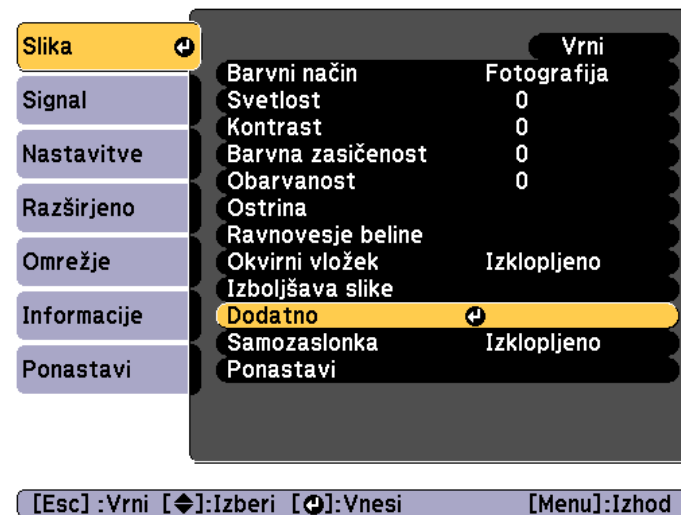 Slika
Signal
Nastavitve
Razširjeno
Omrežje
Informacije
Ponastavi
Vrni
Barvni način Fotografija
Svetlost 0
Kontrast 0
Barvna zasičenost 0
Obarvanost 0
Ostrina
Ravnovesje beline
Okvirni vložek Izklopljeno
Izboljšava slike
Dodatno
Samozaslonka Izklopljeno
Ponastavi
[Esc] :Vrni [◆]:Izberi [↵]:Vnesi [Menu]:Izhod